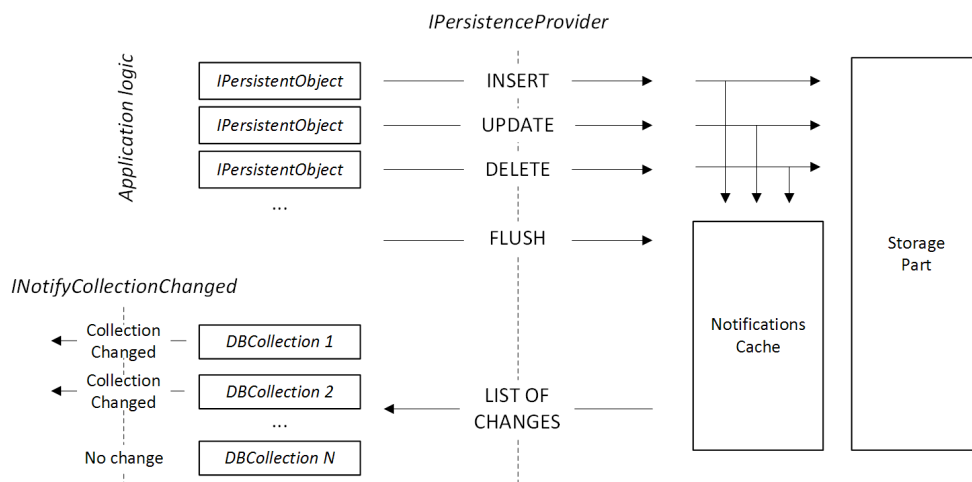 IPersistenceProvider
Application logic
IPersistentObject
INSERT
IPersistentObject
UPDATE
IPersistentObject
DELETE
...
FLUSH
Storage
Part
INotifyCollectionChanged
Notifications
Cache
Collection
Changed
DBCollection 1
Collection
Changed
DBCollection 2
LIST OF
CHANGES
...
No change
DBCollection N